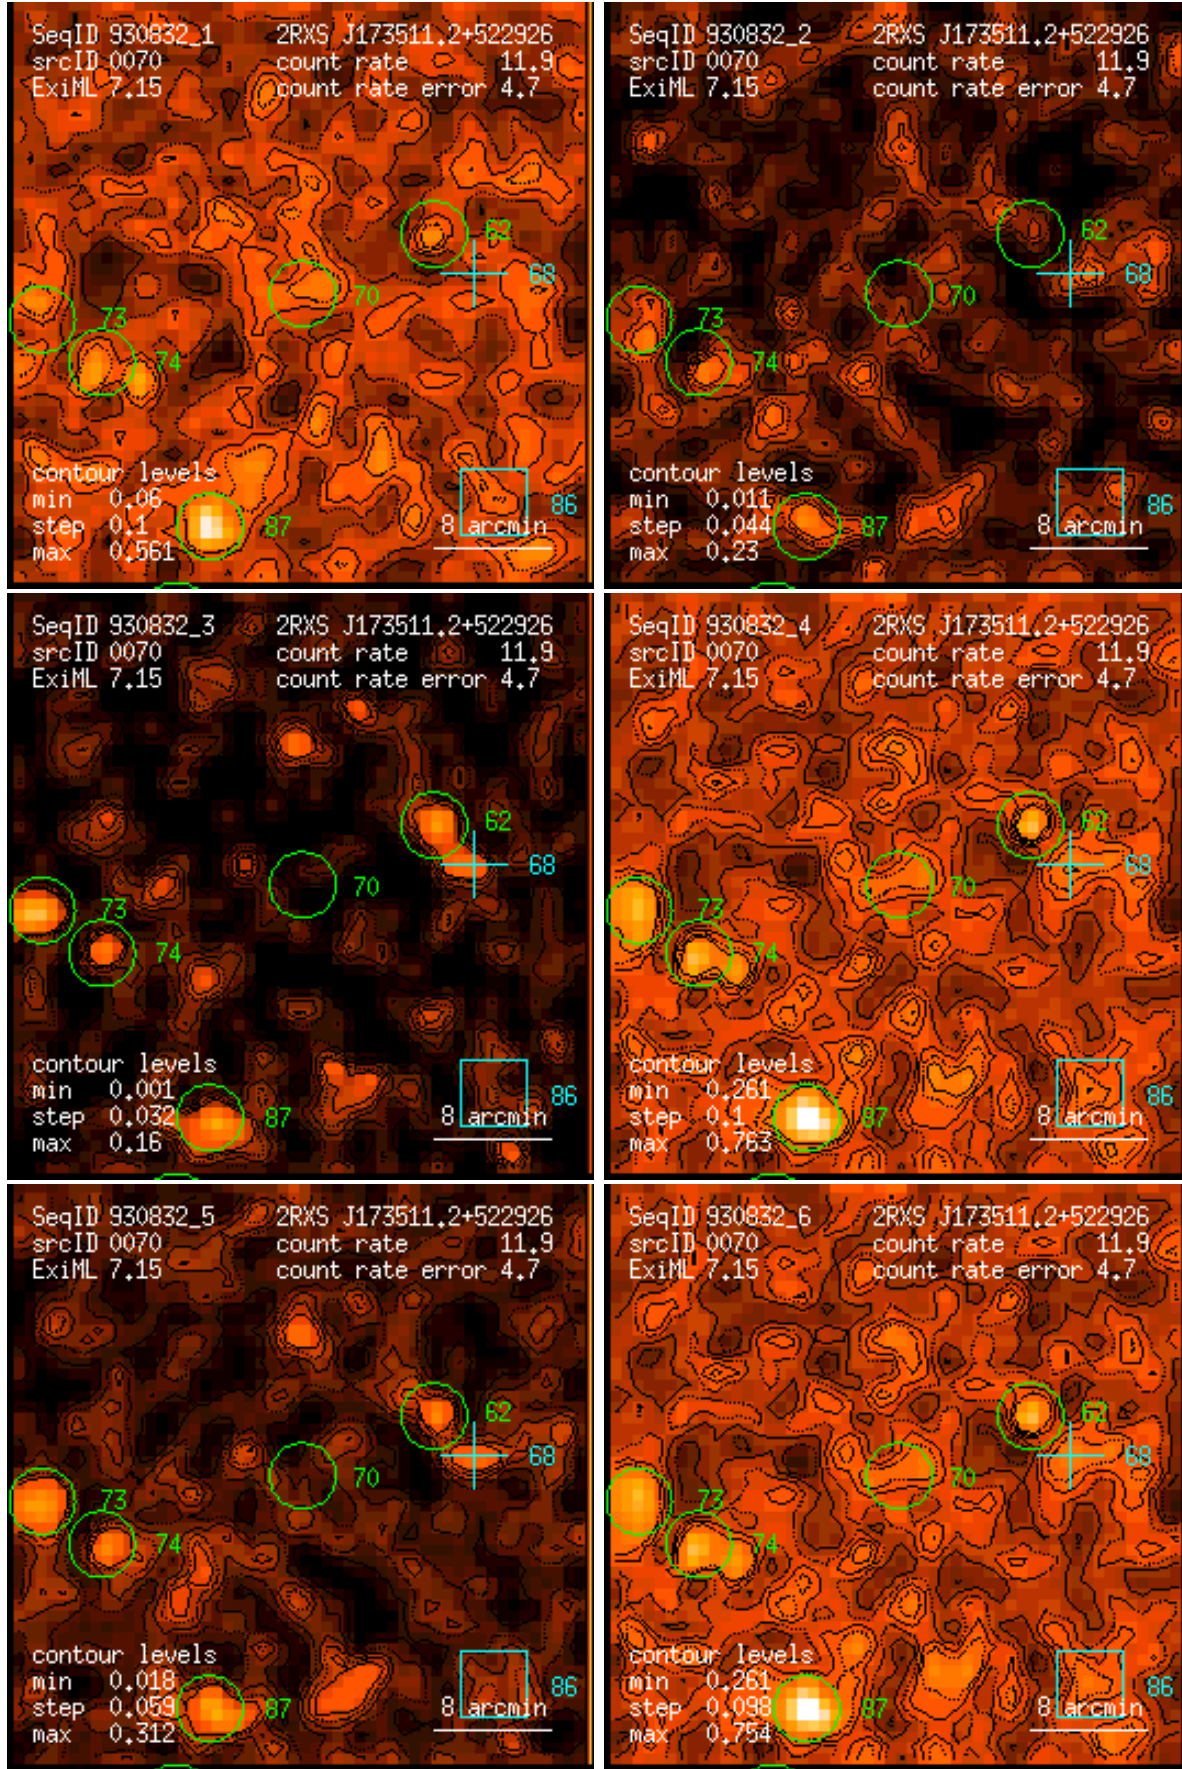 SeqID 930832_1 2RXS J173511.2+522926
srcID 0070 count rate 11.9
ExiML 7.15 count rate error 4.7
62
68
70
73
74
contour levels
min 0.06
86
step 0.1 87 8 arcmin
max 0.561
SeqID 930832_2 2RXS J173511.2+522926
srcID 0070 count rate 11.9
ExiML 7.15 count rate error 4.7
62
68
70
73
74
contour levels
min 0.011
86
step 0.044 87 8 arcmin
max 0.23
SeqID 930832_3 2RXS J173511.2+522926
srcID 0070 count rate 11.9
ExiML 7.15 count rate error 4.7
62
68
70
73
74
contour levels
min 0.001
86
step 0.032 87 8 arcmin
max 0.16
SeqID 930832_4 2RXS J173511.2+522926
srcID 0070 count rate 11.9
ExiML 7.15 count rate error 4.7
62
68
70
73
74
contour levels
min 0.261
86
step 0.1 87 8 arcmin
max 0.763
SeqID 930832_5 2RXS J173511.2+522926
srcID 0070 count rate 11.9
ExiML 7.15 count rate error 4.7
62
68
70
73
74
contour levels
min 0.018
86
step 0.059 87 8 arcmin
max 0.312
SeqID 930832_6 2RXS J173511.2+522926
srcID 0070 count rate 11.9
ExiML 7.15 count rate error 4.7
62
68
70
73
74
contour levels
min 0.261
86
step 0.098 87 8 arcmin
max 0.754